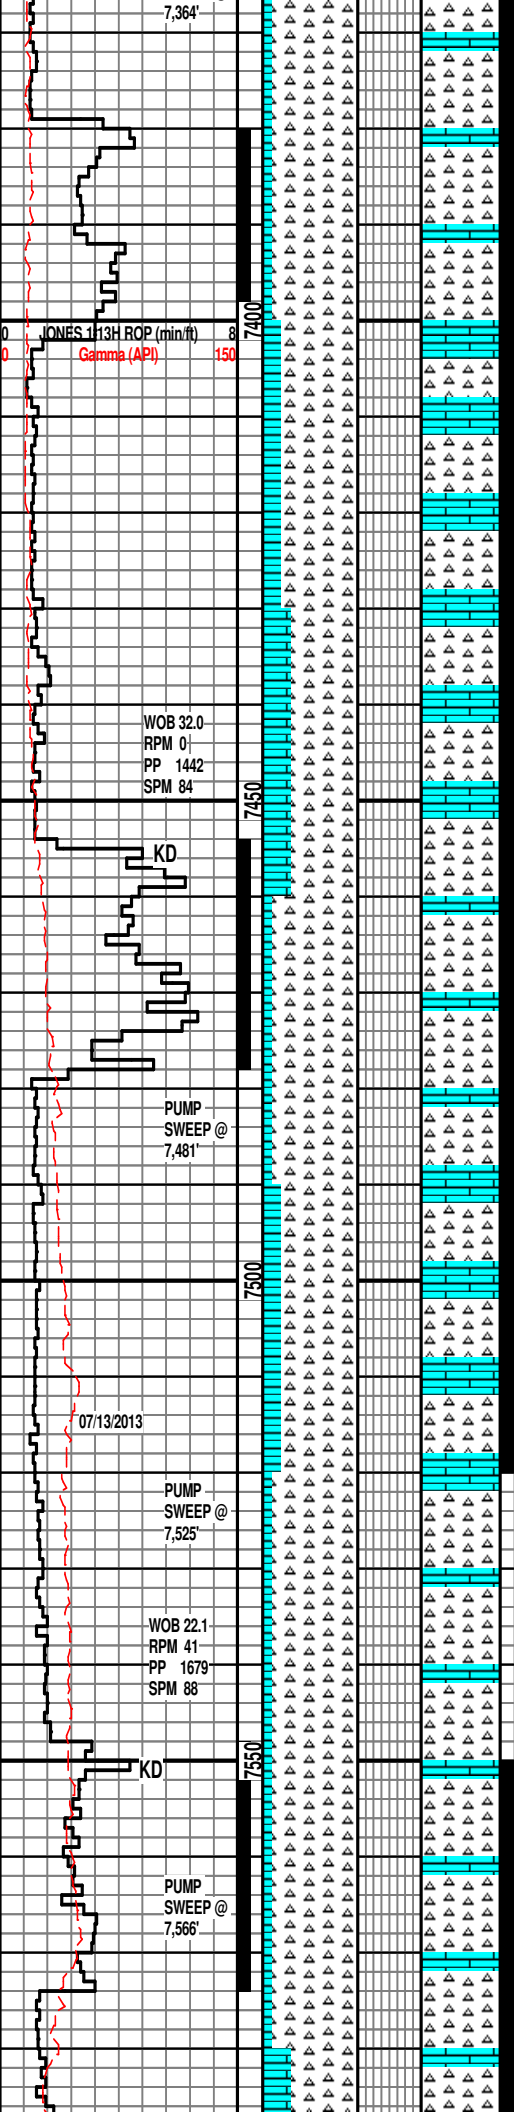 7,364'
7400
0 JONES 1-13H ROP (min/ft) 8
0 Gamma (API) 150
WOB 32.0
RPM 0
PP 1442
SPM 84
7450
KD
PUMP
SWEEP @
7,481'
7500
07/13/2013
PUMP
SWEEP @
7,525'
WOB 22.1
RPM 41
PP 1679
SPM 88
7550
KD
PUMP
SWEEP @
7,566'